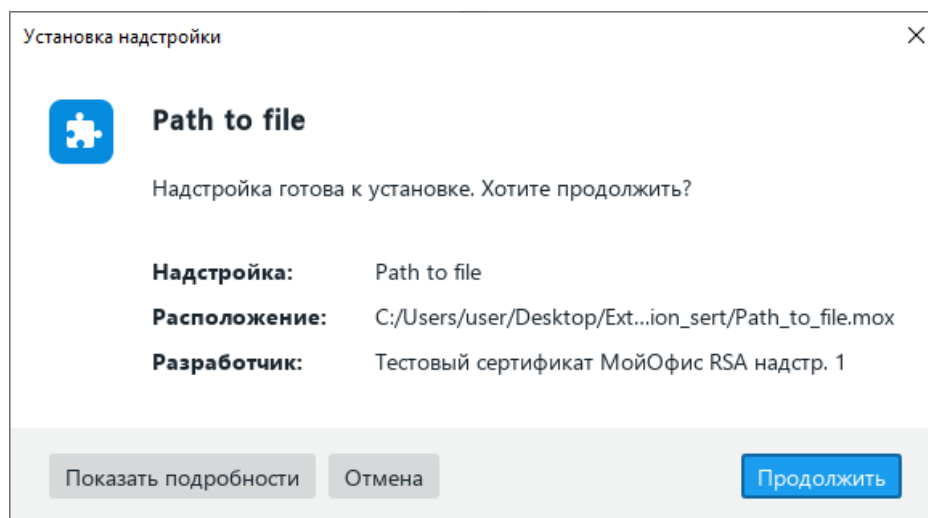 Установка надстройки
Path to file
Надстройка готова к установке. Хотите продолжить?
Надстройка: Path to file
Расположение: C:/Users/user/Desktop/Ext...ion_sert/Path_to_file.mox
Разработчик: Тестовый сертификат МойОфис RSA надстр. 1
Показать подробности Отмена Продолжить